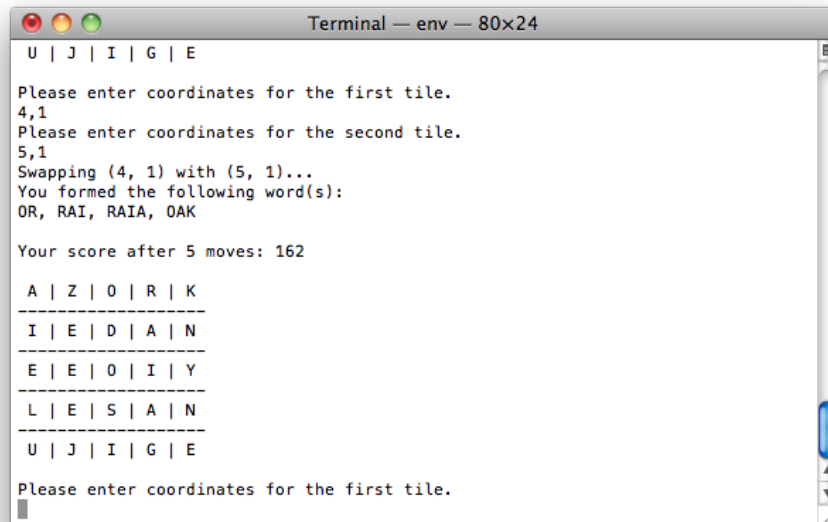 Terminal — env — 80×24
U | J | I | G | E
Please enter coordinates for the first tile.
4,1
Please enter coordinates for the second tile.
5,1
Swapping (4, 1) with (5, 1)...
You formed the following word(s):
OR, RAI, RAIA, OAK
Your score after 5 moves: 162
A | Z | O | R | K
-------------------
I | E | D | A | N
-------------------
E | E | O | I | Y
-------------------
L | E | S | A | N
-------------------
U | J | I | G | E
Please enter coordinates for the first tile.